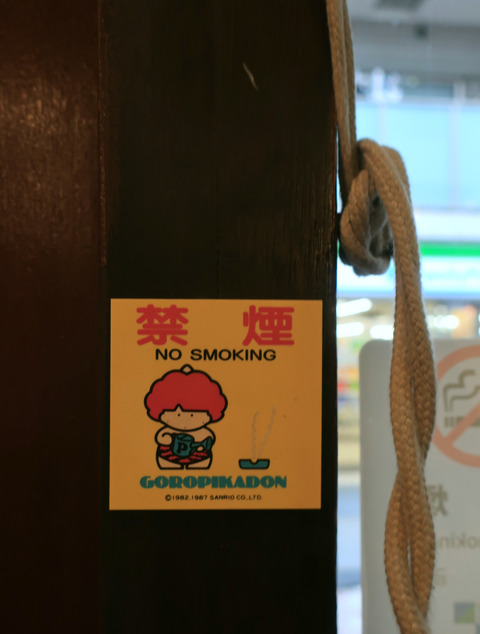 禁 煙
NO SMOKING
P
GOROPIKADON
©1982,1987 SANRIO CO.,LTD.